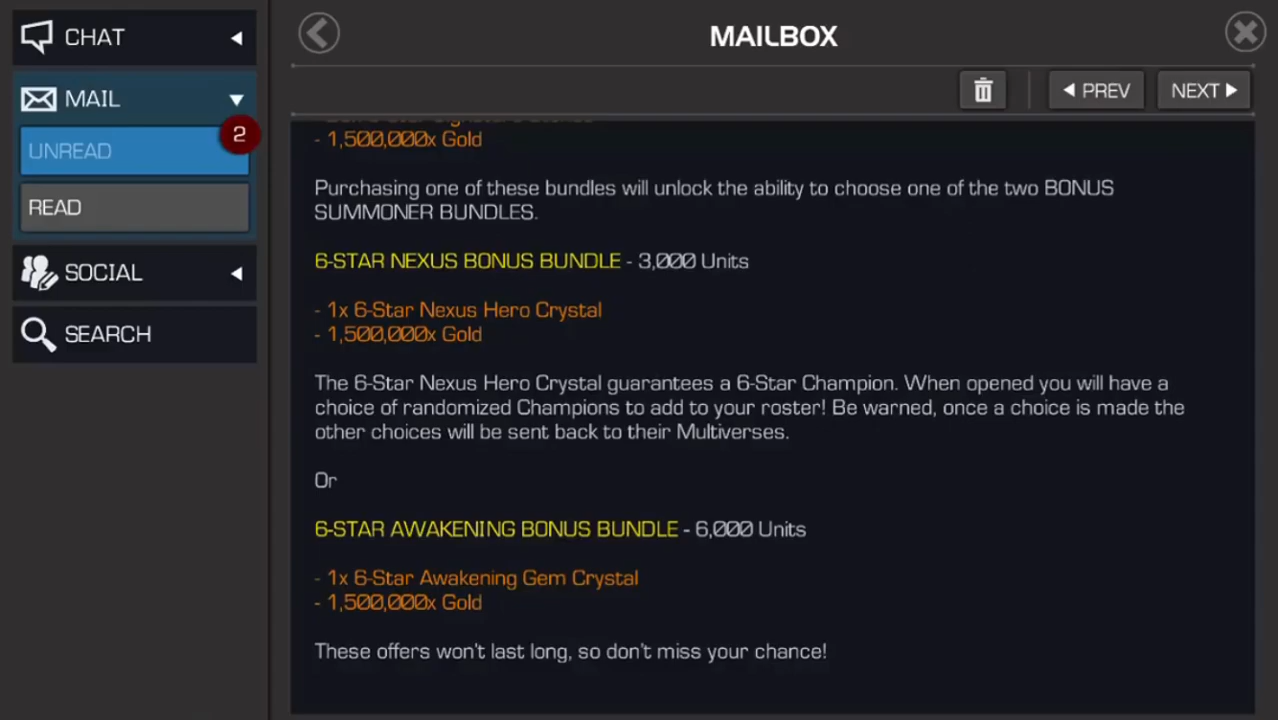 CHAT
MAILBOX
MAIL
PREV
NEXT
2
UNREAD
- 1,500,000x Gold
Purchasing one of these bundles will unlock the ability to choose one of the two BONUS
SUMMONER BUNDLES.
READ
6-STAR NEXUS BONUS BUNDLE - 3,000 Units
SOCIAL
- 1x 6-Star Nexus Hero Crystal
- 1,500,000x Gold
SEARCH
The 6-Star Nexus Hero Crystal guarantees a 6-Star Champion. When opened you will have a
choice of randomized Champions to add to your roster! Be warned, once a choice is made the
other choices will be sent back to their Multiverses.
Or
6-STAR AWAKENING BONUS BUNDLE - 6,000 Units
- 1x 6-Star Awakening Gem Crystal
- 1,500,000x Gold
These offers won't last long, so don't miss your chance!